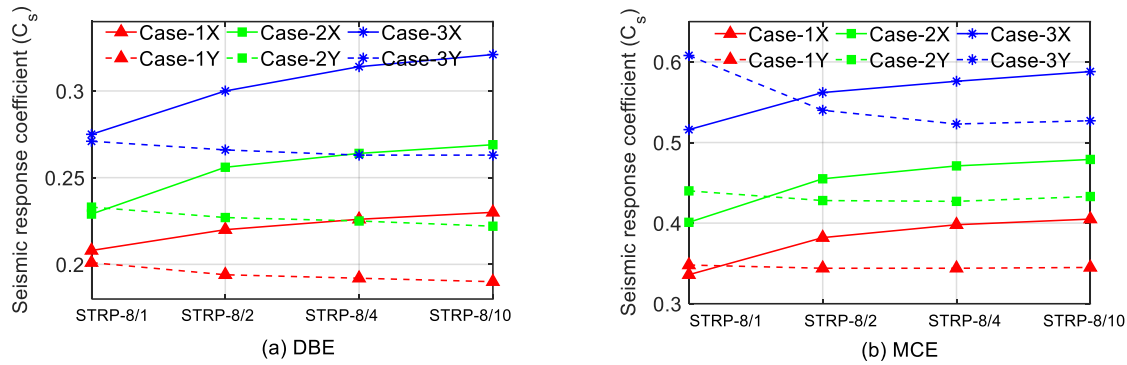 Seismic response coefficient (Cs)
Case-1X Case-2X Case-3X
Case-1Y Case-2Y Case-3Y
0.3
0.25
0.2
STRP-8/1 STRP-8/2 STRP-8/4 STRP-8/10
(a) DBE
Seismic response coefficient (Cs)
Case-1X Case-2X Case-3X
Case-1Y Case-2Y Case-3Y
0.6
0.5
0.4
0.3
STRP-8/1 STRP-8/2 STRP-8/4 STRP-8/10
(b) MCE